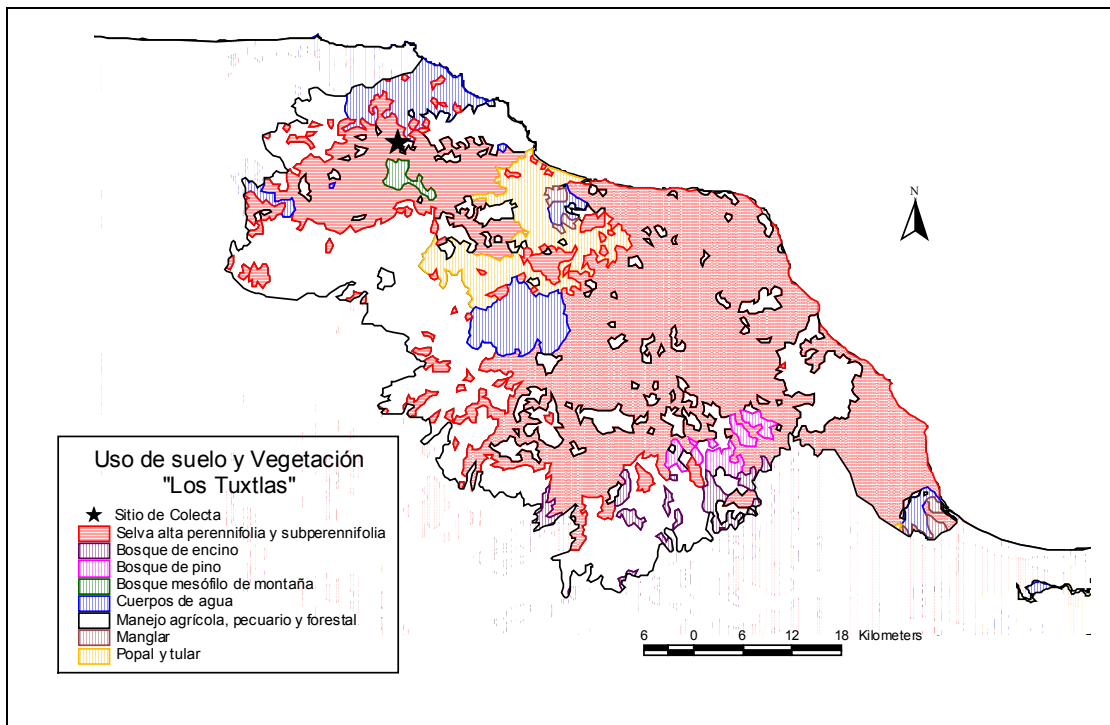 N
Uso de suelo y Vegetación
"Los Tuxtlas"
Sitio de Colecta
Selva alta perennifolia y subperennifolia
Bosque de encino
Bosque de pino
Bosque mesófilo de montaña
Cuerpos de agua
Manejo agrícola, pecuario y forestal
Manglar
Popal y tular
6 0 6 12 18 Kilometers